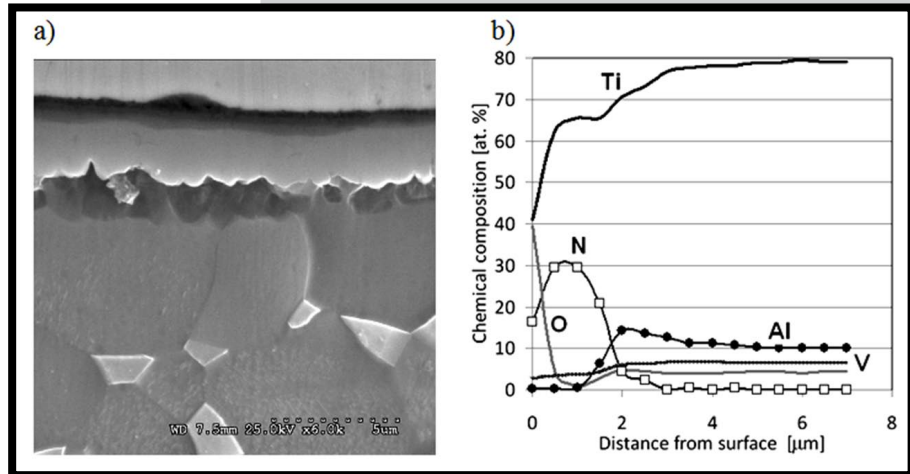 a)
WD 7.5mm 25.0kV x6.0k 5um
b)
Chemical composition [at. %]
80
70
60
50
40
30
20
10
0
Ti
N
O
Al
V
0 2 4 6 8
Distance from surface [μm]